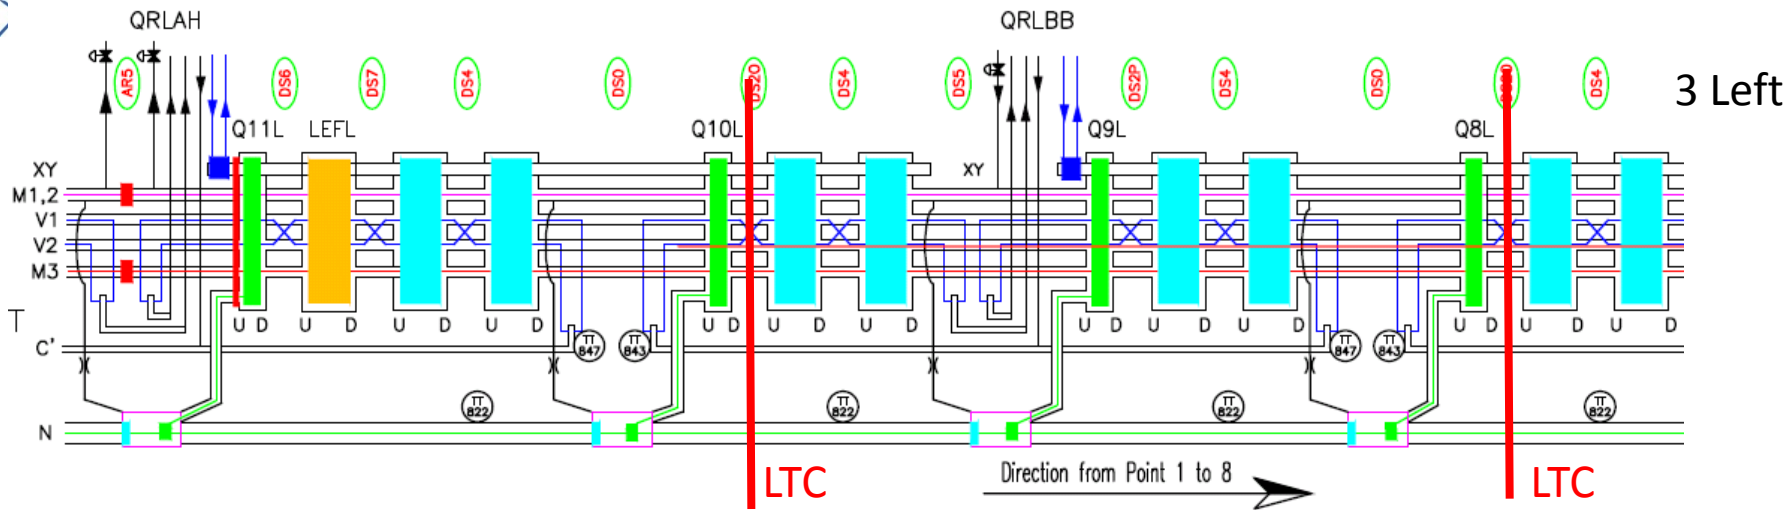 QRLAH QRLBB
AR5 DS6 DS7 DS4 DS0 DS2O DS4 DS5 DS2P DS4 DS0 DS4
3 Left
Q11L LEFL Q10L Q9L Q8L
XY XY
M1,2
V1
V2
M3
T
U D U D U D U D U D U D U D U D U D U D U D U D U D
C'
TT 847 TT 843 TT 847 TT 843
TT 822 TT 822 TT 822 TT 822
N
Direction from Point 1 to 8
LTC LTC